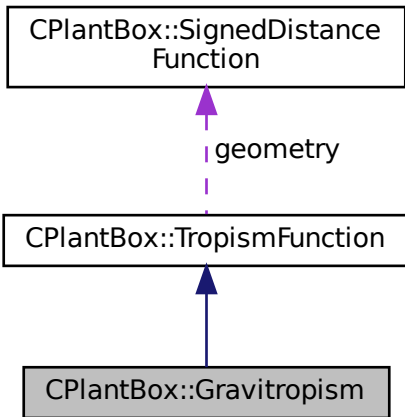 CPlantBox::SignedDistance
Function
geometry
CPlantBox::TropismFunction
CPlantBox::Gravitropism